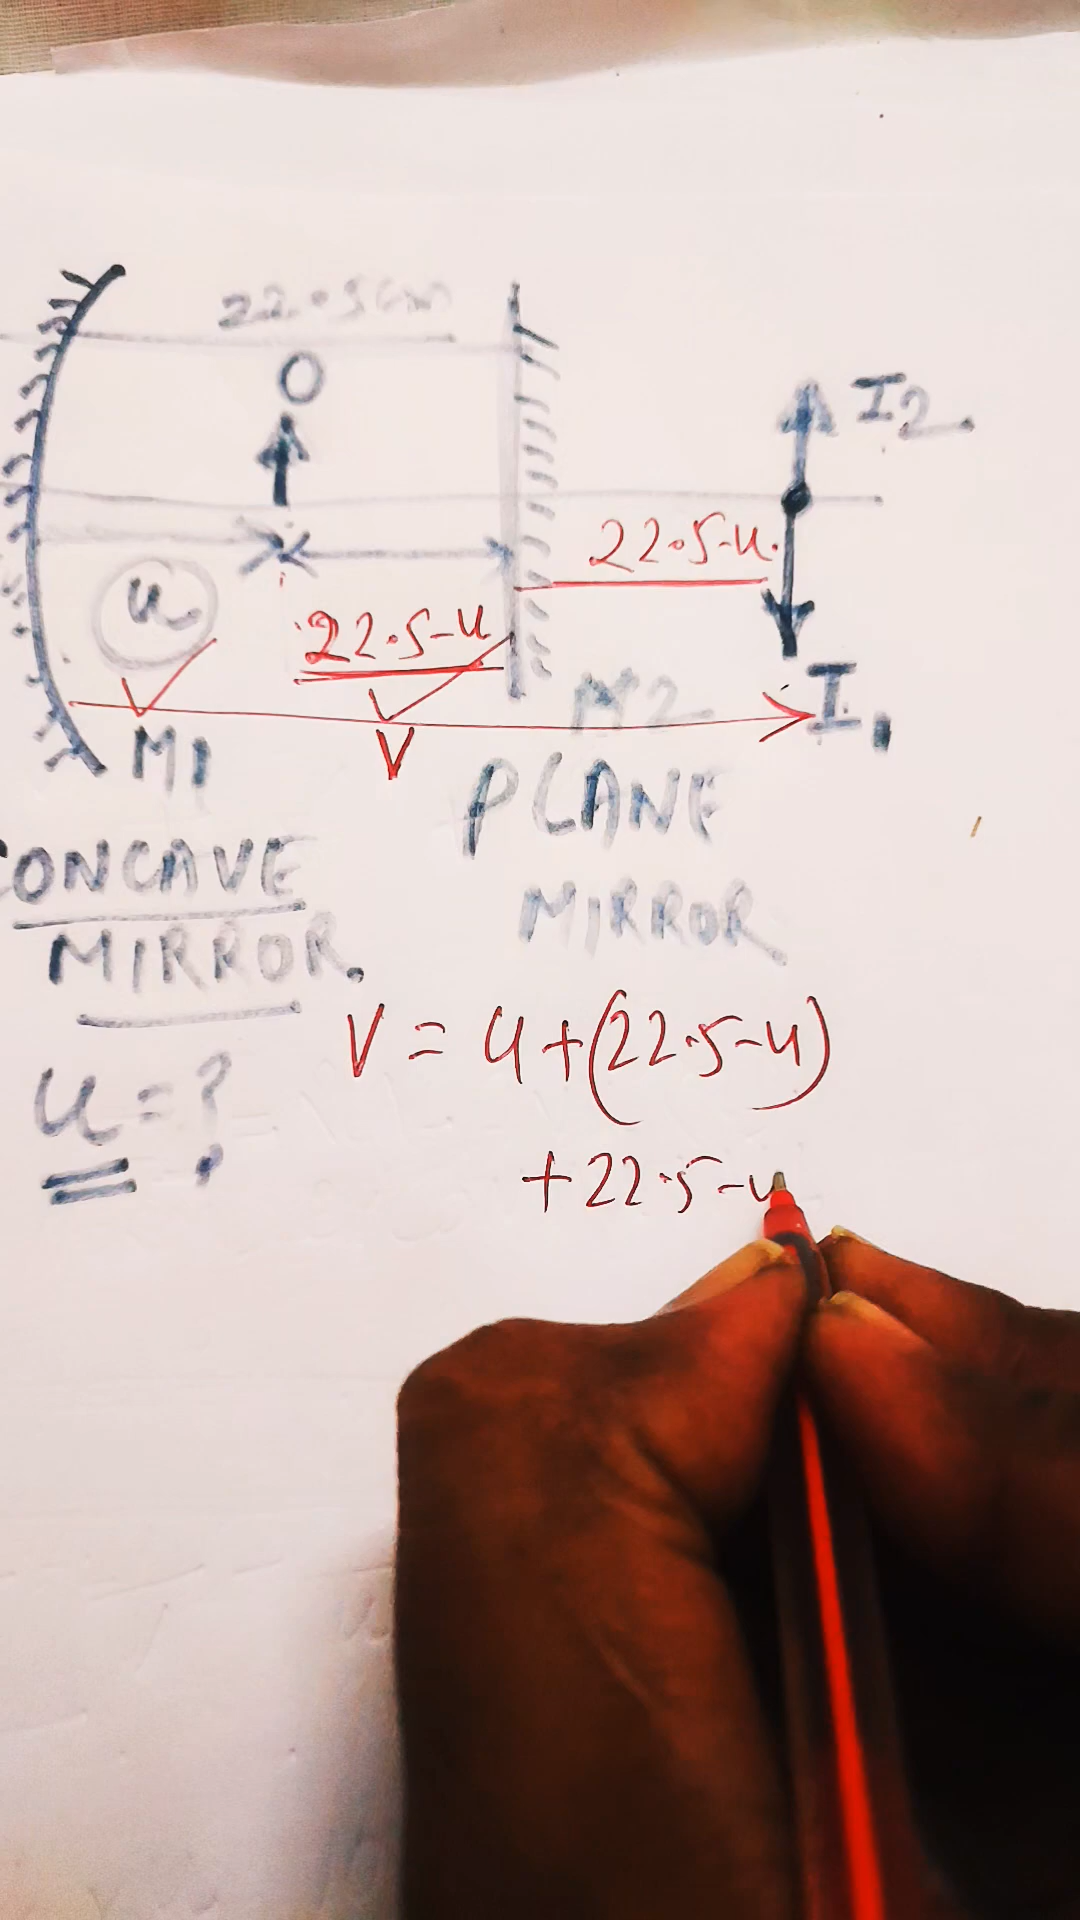 22.5cm
O
I2.
22.5-u.
u
22.5-u
M2
I1
M1
V
PLANE
MIRROR
CONCAVE
MIRROR.
V = u+(22.5-u)
+22.5-u
u=?